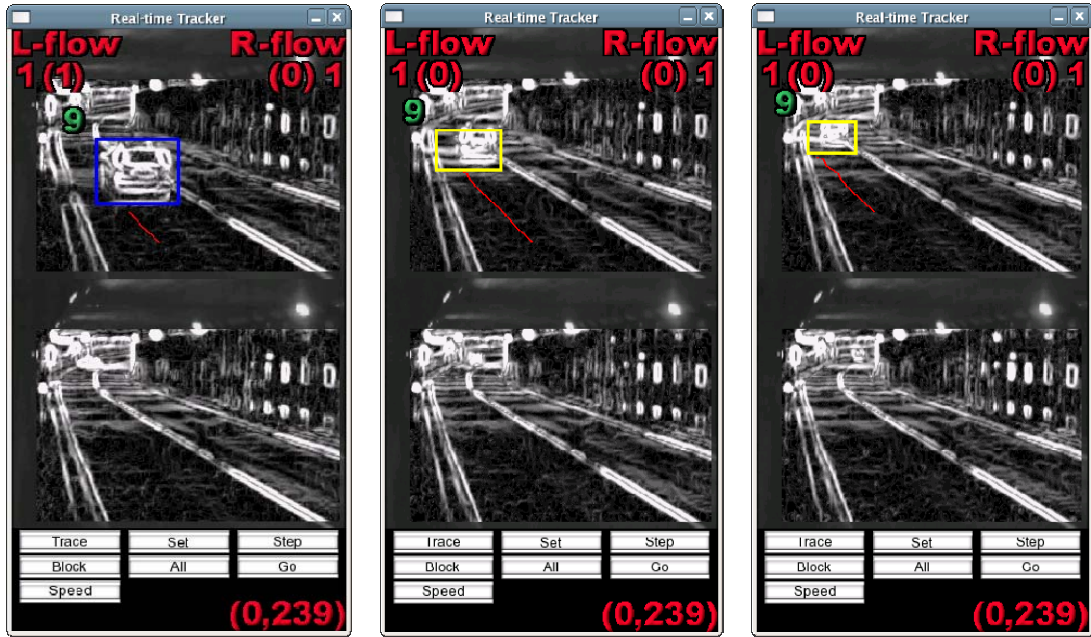 Real-time Tracker
L-flow R-flow
1 (1) (0) 1
9
Trace Set Step
Block All Go
Speed
(0,239)
Real-time Tracker
L-flow R-flow
1 (0) (0) 1
9
Trace Set Step
Block All Go
Speed
(0,239)
Real-time Tracker
L-flow R-flow
1 (0) (0) 1
9
Trace Set Step
Block All Go
Speed
(0,239)